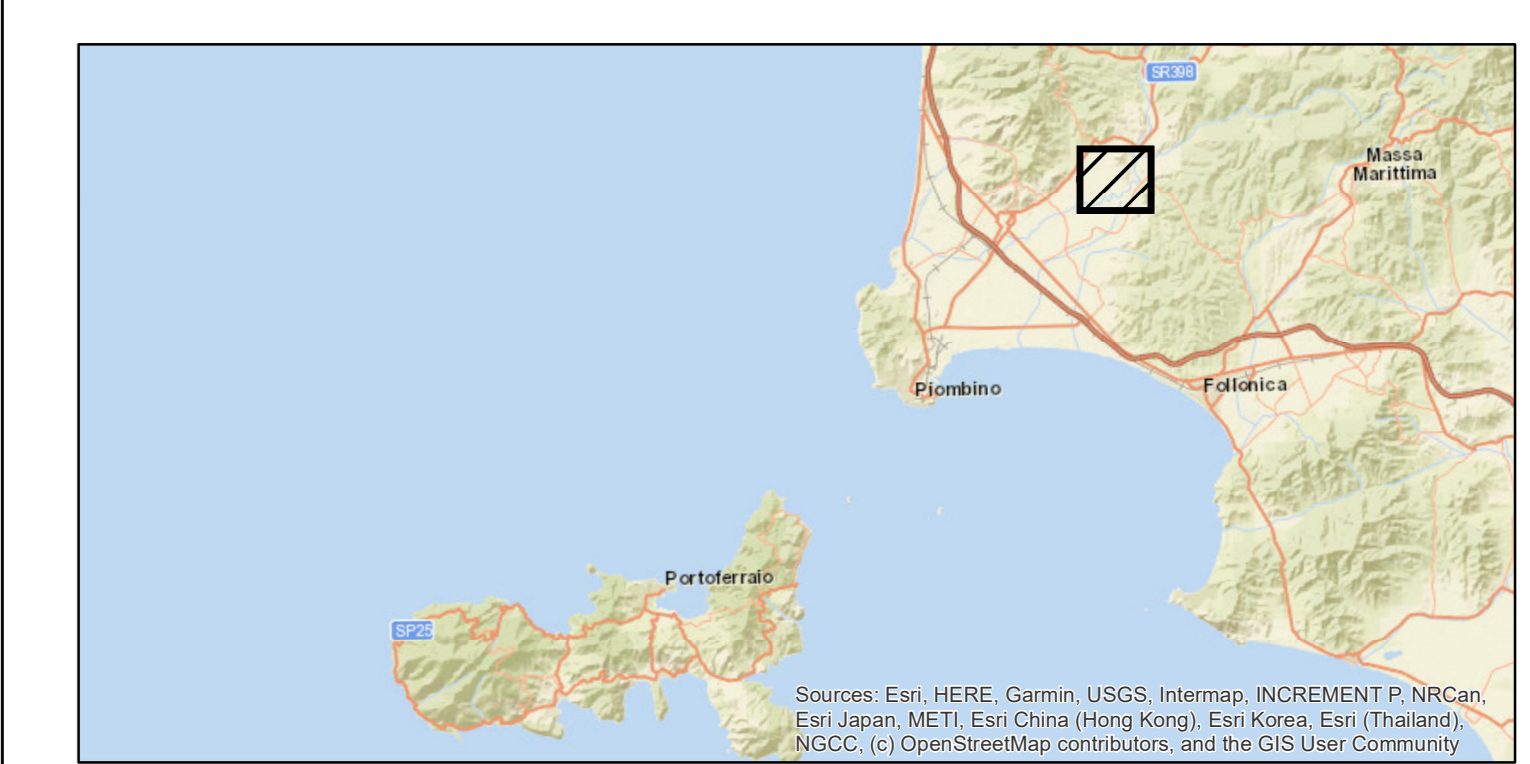 SR398
Massa
Marittima
Piombino
Follonica
Portoferraio
SP25
Sources: Esri, HERE, Garmin, USGS, Intermap, INCREMENT P, NRCan,
Esri Japan, METI, Esri China (Hong Kong), Esri Korea, Esri (Thailand),
NGCC, (c) OpenStreetMap contributors, and the GIS User Community